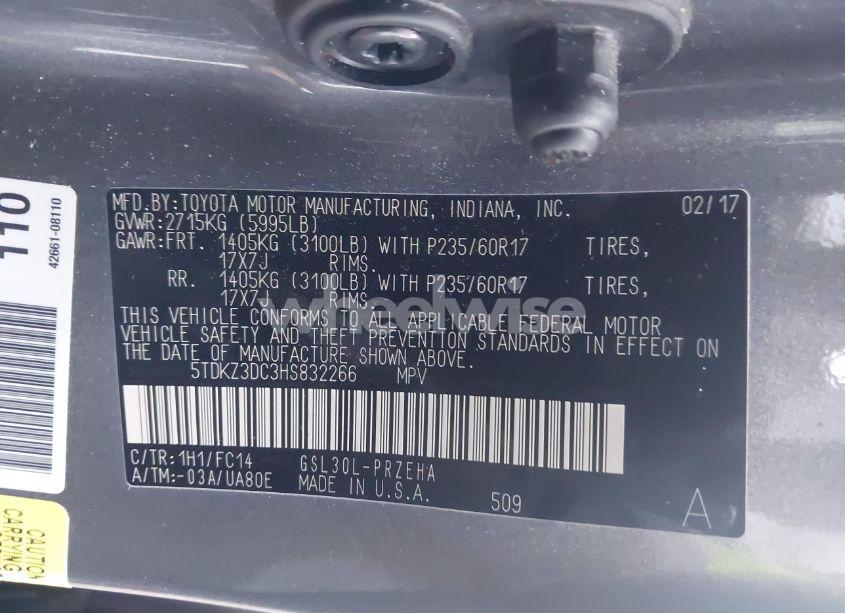 110
42661-08110
MFD.BY:TOYOTA MOTOR MANUFACTURING, INDIANA, INC. 02/17
GVWR:2715KG (5995LB)
GAWR:FRT. 1405KG (3100LB) WITH P235/60R17 TIRES,
17X7J RIMS.
RR. 1405KG (3100LB) WITH P235/60R17 TIRES,
17X7J RIMS.
wheelwise
THIS VEHICLE CONFORMS TO ALL APPLICABLE FEDERAL MOTOR
VEHICLE SAFETY AND THEFT PREVENTION STANDARDS IN EFFECT ON
THE DATE OF MANUFACTURE SHOWN ABOVE.
5TDKZ3DC3HS832266 MPV
C/TR:1H1/FC14 GSL30L-PRZEHA
A/TM:-03A/UA80E MADE IN U.S.A. 509 A
CAUTION
CARRYING